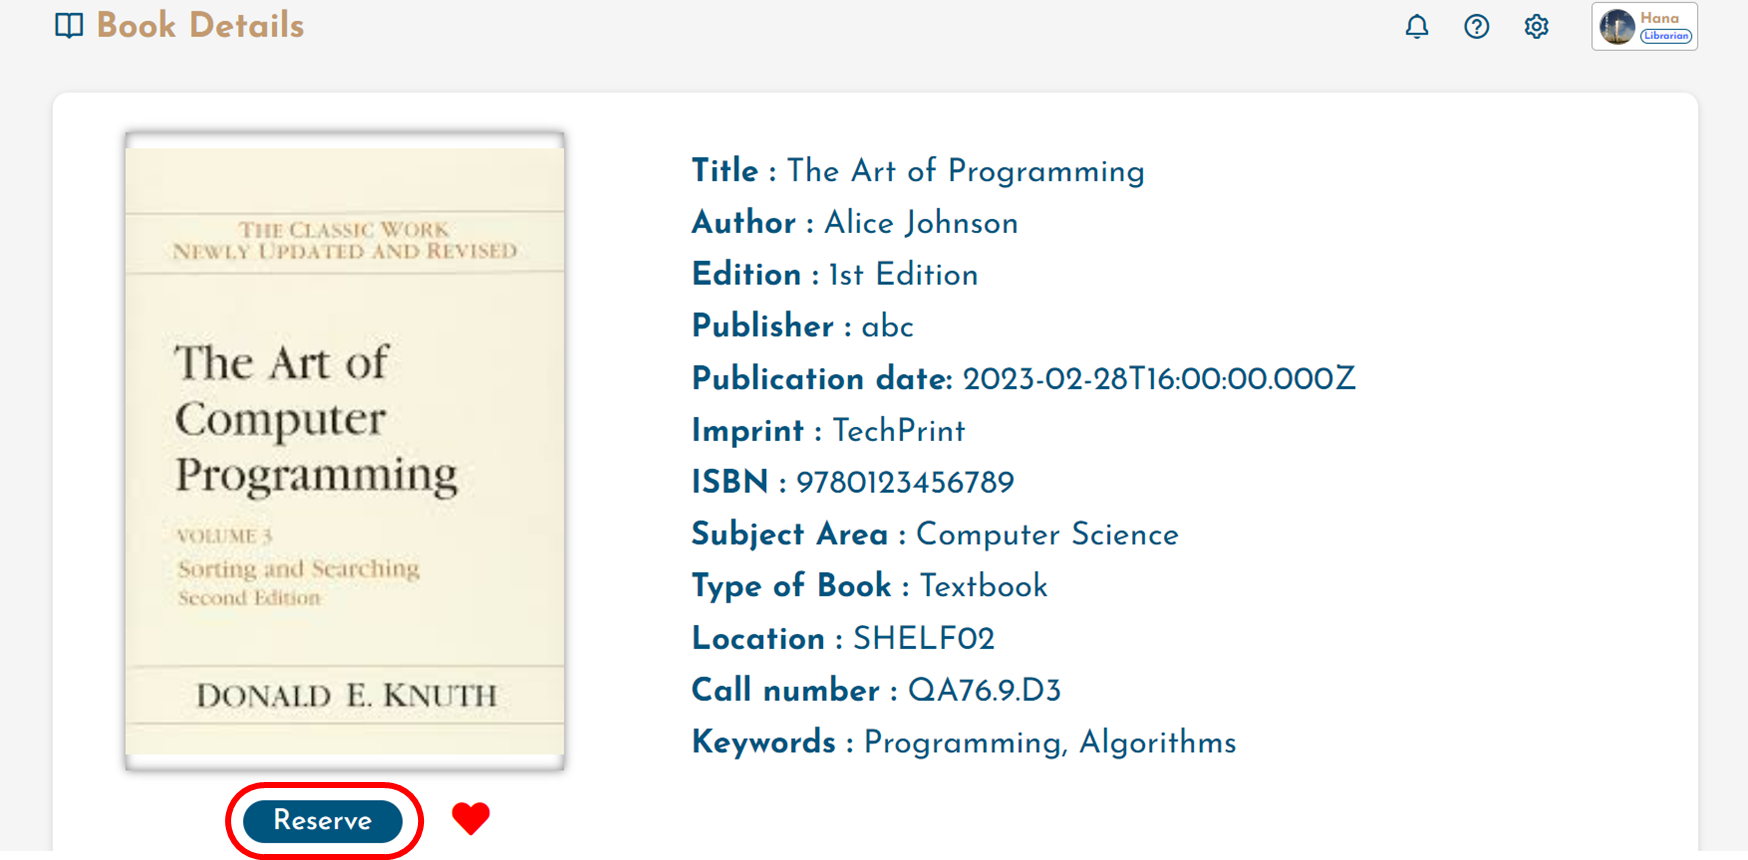 Book Details
Hana
Librarian
THE CLASSIC WORK
NEWLY UPDATED AND REVISED
The Art of
Computer
Programming
VOLUME 3
Sorting and Searching
Second Edition
DONALD E. KNUTH
Reserve
Title : The Art of Programming
Author : Alice Johnson
Edition : 1st Edition
Publisher : abc
Publication date: 2023-02-28T16:00:00.000Z
Imprint : TechPrint
ISBN : 9780123456789
Subject Area : Computer Science
Type of Book : Textbook
Location : SHELF02
Call number : QA76.9.D3
Keywords : Programming, Algorithms